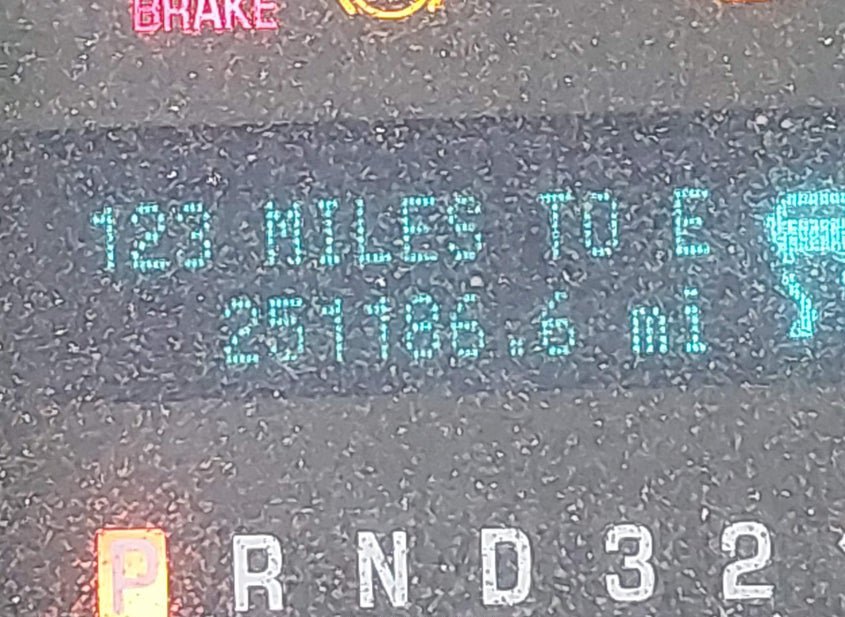 BRAKE
123 MILES TO E
251186.6 mi
P R N D 3 2